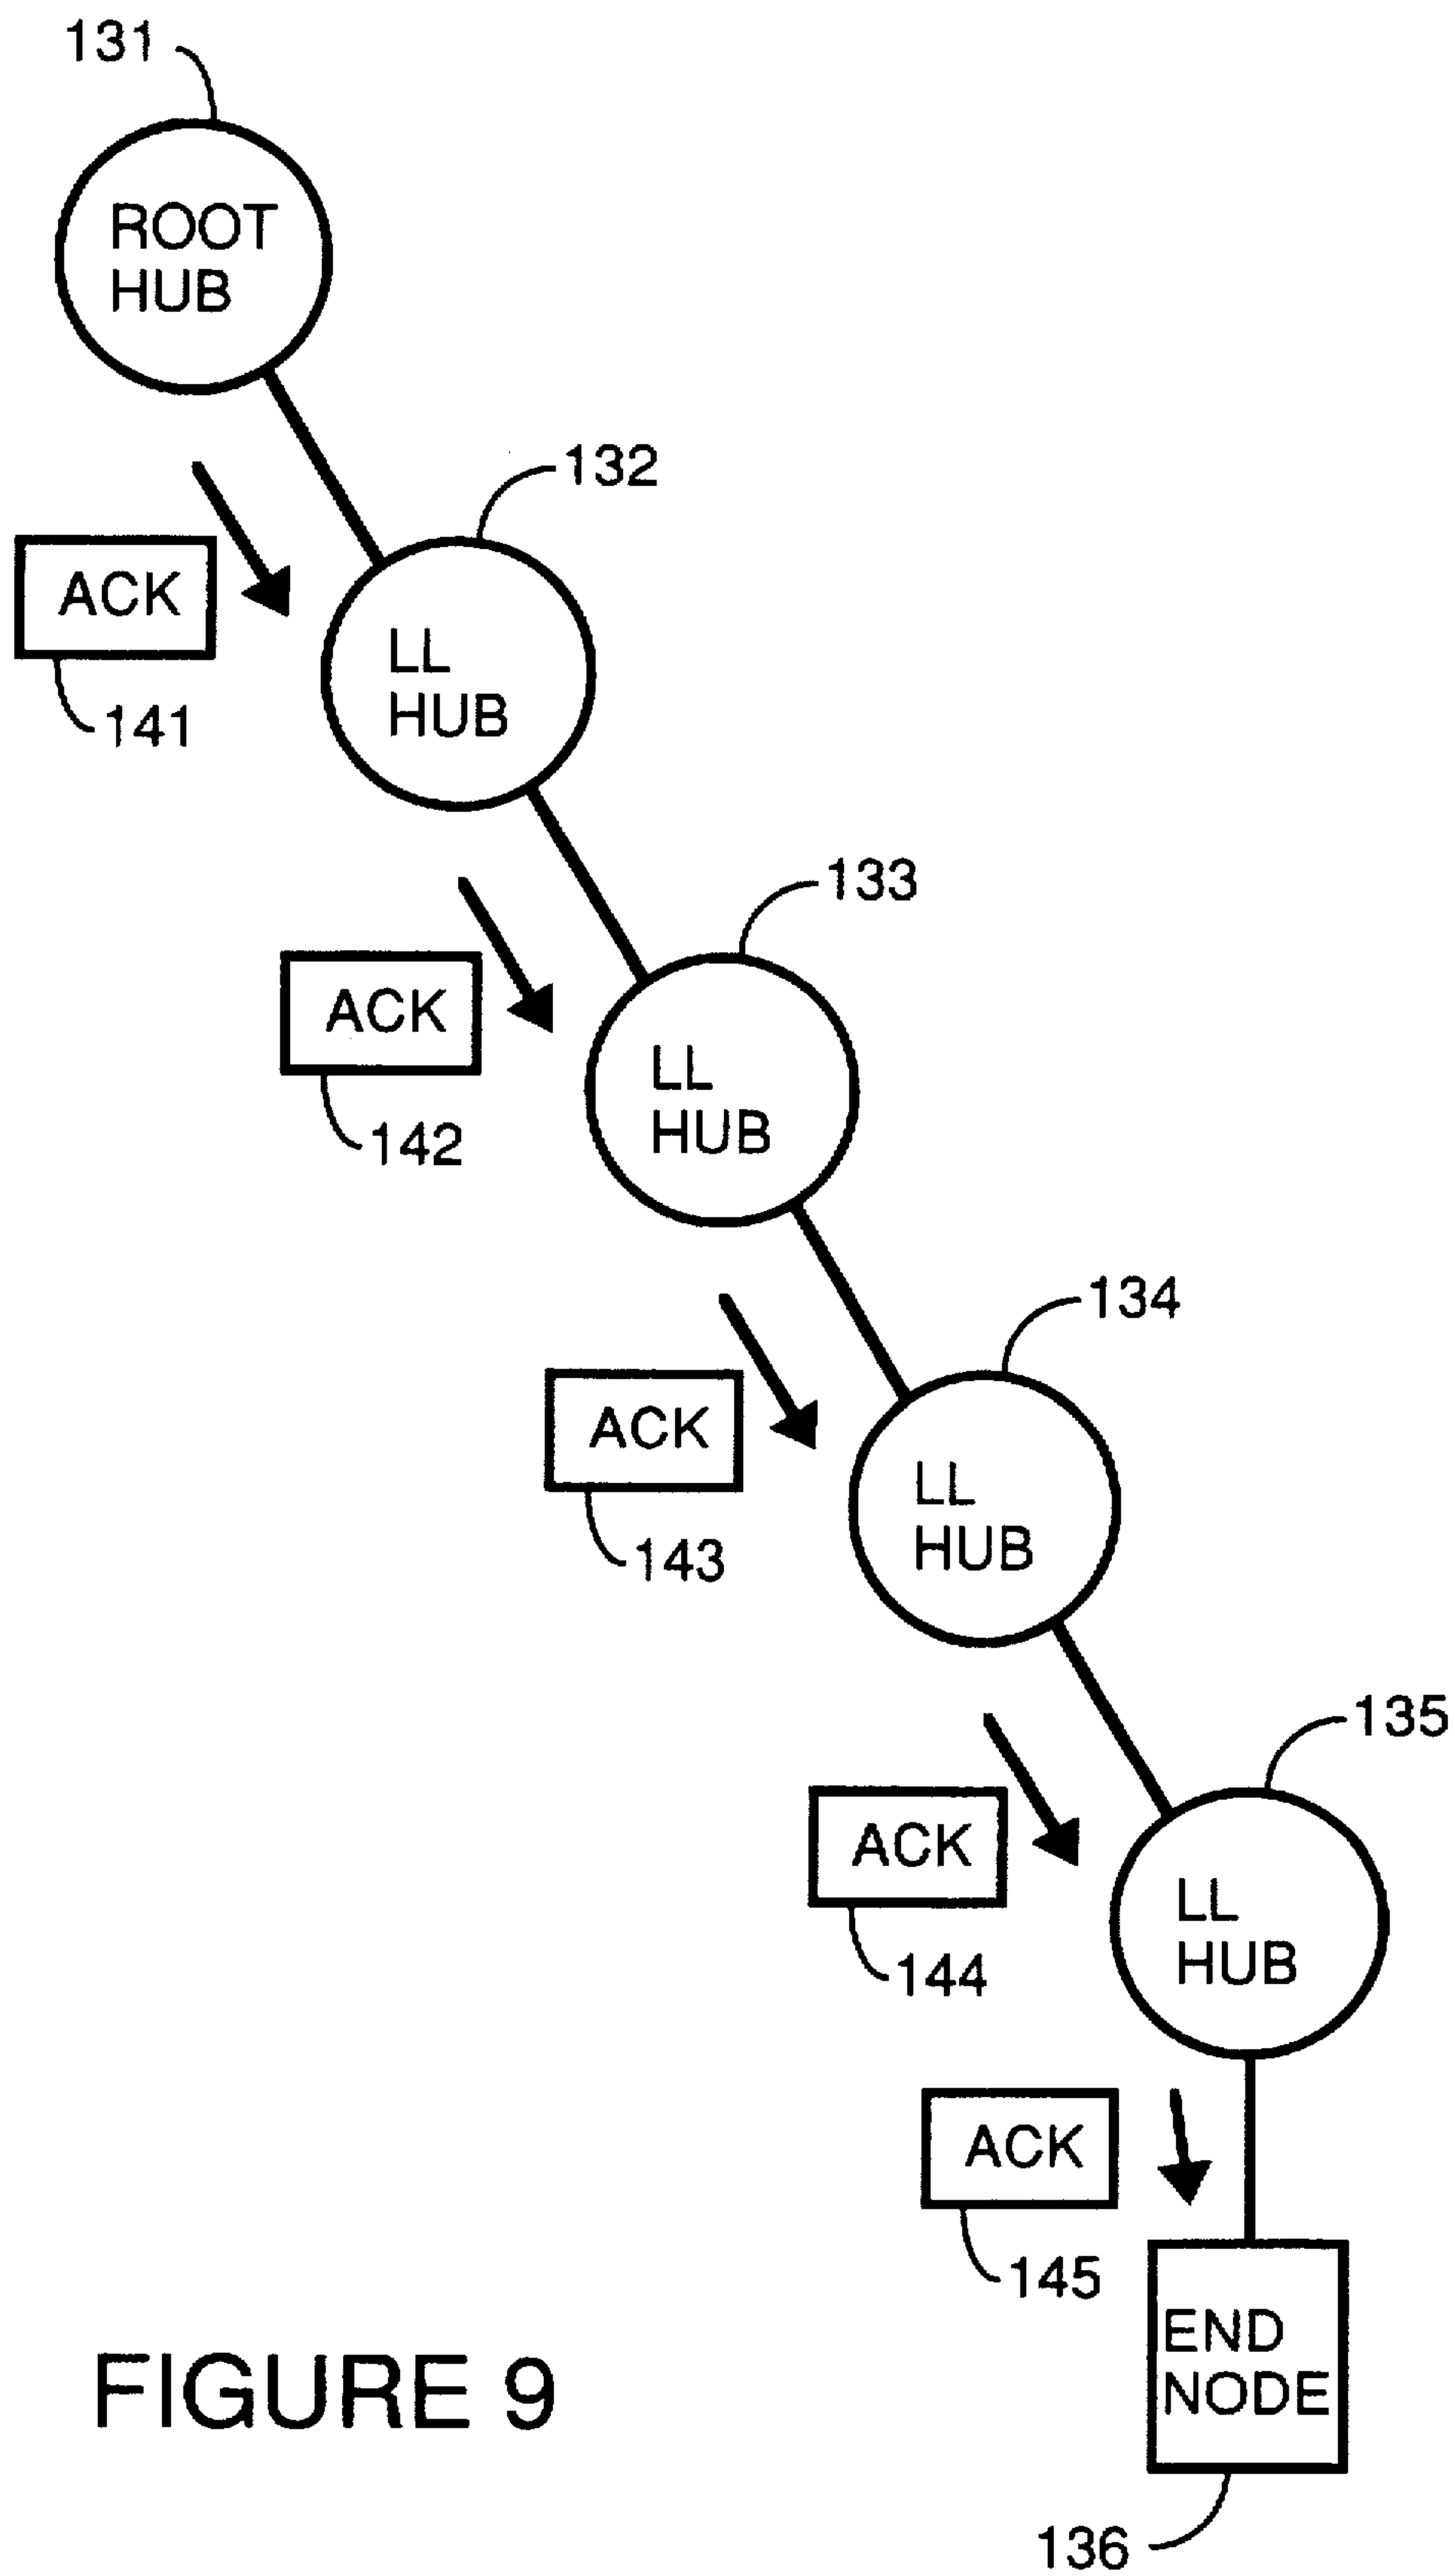 131
ROOT
HUB
132
ACK
LL
HUB
141
133
ACK
LL
HUB
142
134
ACK
LL
HUB
143
135
ACK
LL
HUB
144
ACK
145
END
NODE
FIGURE 9
136